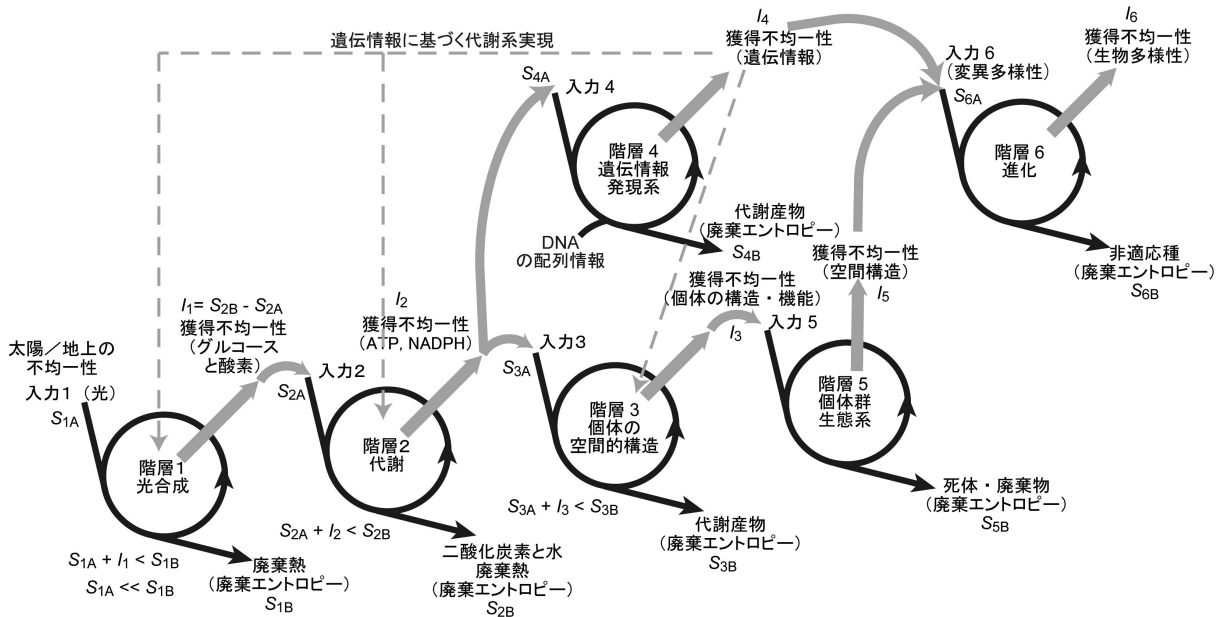 遺伝情報に基づく代謝系実現
I4
獲得不均一性
(遺伝情報)
I6
獲得不均一性
(生物多様性)
S4A
入力4
入力6
(変異多様性)
S6A
階層4
遺伝情報
発現系
階層6
進化
DNA
の配列情報
代謝産物
(廃棄エントロピー)
S4B
獲得不均一性
(空間構造)
I5
非適応種
(廃棄エントロピー)
S6B
I1= S2B - S2A
獲得不均一性
(グルコース
と酸素)
I2
獲得不均一性
(ATP, NADPH)
獲得不均一性
(個体の構造・機能)
I3
太陽/地上の
不均一性
入力1(光)
S1A
入力2
S2A
入力3
S3A
入力5
階層1
光合成
階層2
代謝
階層3
個体の
空間的構造
階層5
個体群
生態系
S1A + I1 < S1B
S1A << S1B
S2A + I2 < S2B
S3A + I3 < S3B
廃棄熱
(廃棄エントロピー)
S1B
二酸化炭素と水
廃棄熱
(廃棄エントロピー)
S2B
代謝産物
(廃棄エントロピー)
S3B
死体・廃棄物
(廃棄エントロピー)
S5B